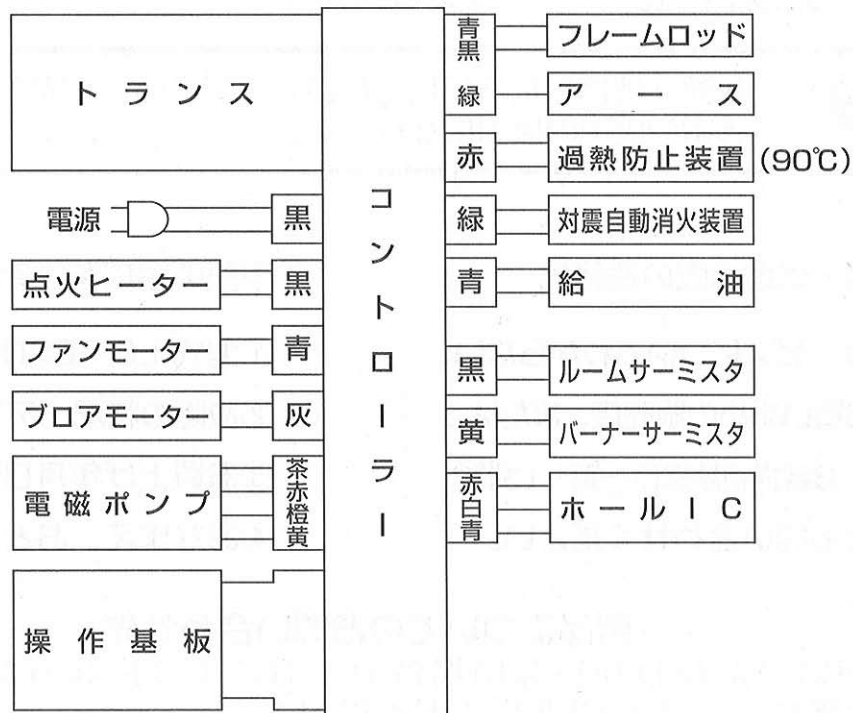 トランス
電源
黒
点火ヒーター
黒
ファンモーター
青
ブロアモーター
灰
電磁ポンプ
茶赤橙黄
操作基板
コントローラー
青黒
フレームロッド
緑
アース
赤
過熱防止装置 (90℃)
緑
対震自動消火装置
青
給油
黒
ルームサーミスタ
黄
バーナーサーミスタ
赤白青
ホールIC